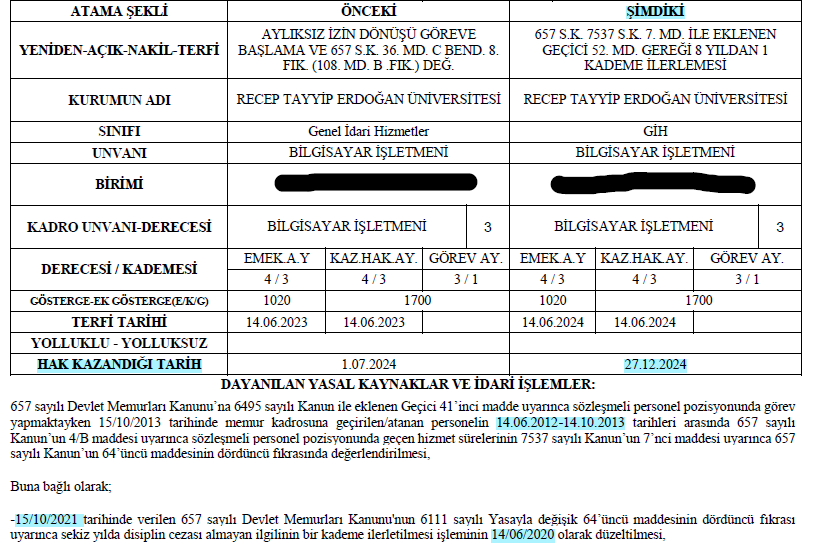 ATAMA ŞEKLİ ÖNCEKİ ŞİMDİKİ
YENİDEN-AÇIK-NAKİL-TERFİ AYLIKSIZ İZİN DÖNÜŞÜ GÖREVE BAŞLAMA VE 657 S.K. 36. MD. C BEND. 8. FIK. (108. MD. B .FIK.) DEĞ. 657 S.K. 7537 S.K. 7. MD. İLE EKLENEN GEÇİCİ 52. MD. GEREĞİ 8 YILDAN 1 KADEME İLERLEMESİ
KURUMUN ADI RECEP TAYYİP ERDOĞAN ÜNİVERSİTESİ RECEP TAYYİP ERDOĞAN ÜNİVERSİTESİ
SINIFI Genel İdari Hizmetler GİH
UNVANI BİLGİSAYAR İŞLETMENİ BİLGİSAYAR İŞLETMENİ
BİRİMİ
KADRO UNVANI-DERECESİ BİLGİSAYAR İŞLETMENİ 3 BİLGİSAYAR İŞLETMENİ 3
DERECESİ / KADEMESİ EMEK.A.Y KAZ.HAK.AY. GÖREV AY. EMEK.A.Y KAZ.HAK.AY. GÖREV AY.
4 / 3 4 / 3 3 / 1 4 / 3 4 / 3 3 / 1
GÖSTERGE-EK GÖSTERGE(E/K/G) 1020 1700 1020 1700
TERFİ TARİHİ 14.06.2023 14.06.2023 14.06.2024 14.06.2024
YOLLUKLU - YOLLUKSUZ
HAK KAZANDIĞI TARİH 1.07.2024 27.12.2024
DAYANILAN YASAL KAYNAKLAR VE İDARİ İŞLEMLER:
657 sayılı Devlet Memurları Kanunu’na 6495 sayılı Kanun ile eklenen Geçici 41’inci madde uyarınca sözleşmeli personel pozisyonunda görev
yapmaktayken 15/10/2013 tarihinde memur kadrosuna geçirilen/atanan personelin 14.06.2012-14.10.2013 tarihleri arasında 657 sayılı
Kanun’un 4/B maddesi uyarınca sözleşmeli personel pozisyonunda geçen hizmet sürelerinin 7537 sayılı Kanun’un 7’nci maddesi uyarınca 657
sayılı Kanun’un 64’üncü maddesinin dördüncü fıkrasında değerlendirilmesi,
Buna bağlı olarak;
-15/10/2021 tarihinde verilen 657 sayılı Devlet Memurları Kanunu'nun 6111 sayılı Yasayla değişik 64’üncü maddesinin dördüncü fıkrası
uyarınca sekiz yılda disiplin cezası almayan ilgilinin bir kademe ilerletilmesi işleminin 14/06/2020 olarak düzeltilmesi,